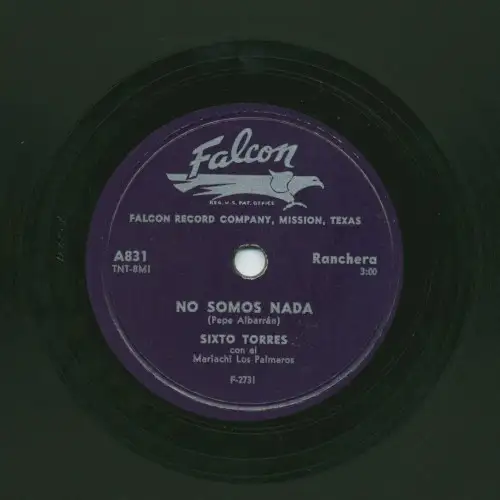 Falcon
REG. U.S. PAT. OFFICE
FALCON RECORD COMPANY, MISSION, TEXAS
A831 Ranchera
TNT-BMI 3:00
NO SOMOS NADA
(Pepe Albarrán)
SIXTO TORRES
con el
Mariachi Los Palmeros
F-2731